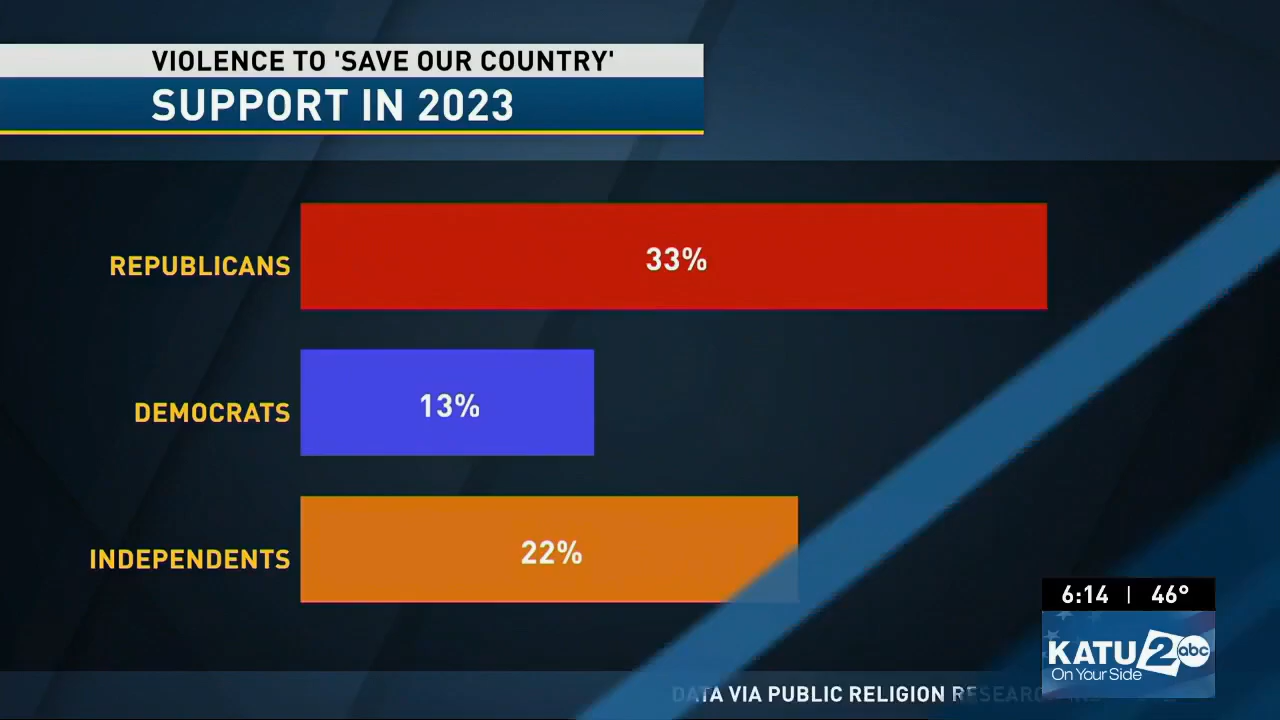 VIOLENCE TO 'SAVE OUR COUNTRY'
SUPPORT IN 2023
REPUBLICANS
33%
DEMOCRATS
13%
INDEPENDENTS
22%
6:14 | 46°
KATU 2 abc
On Your Side
DATA VIA PUBLIC RELIGION RESEARCH